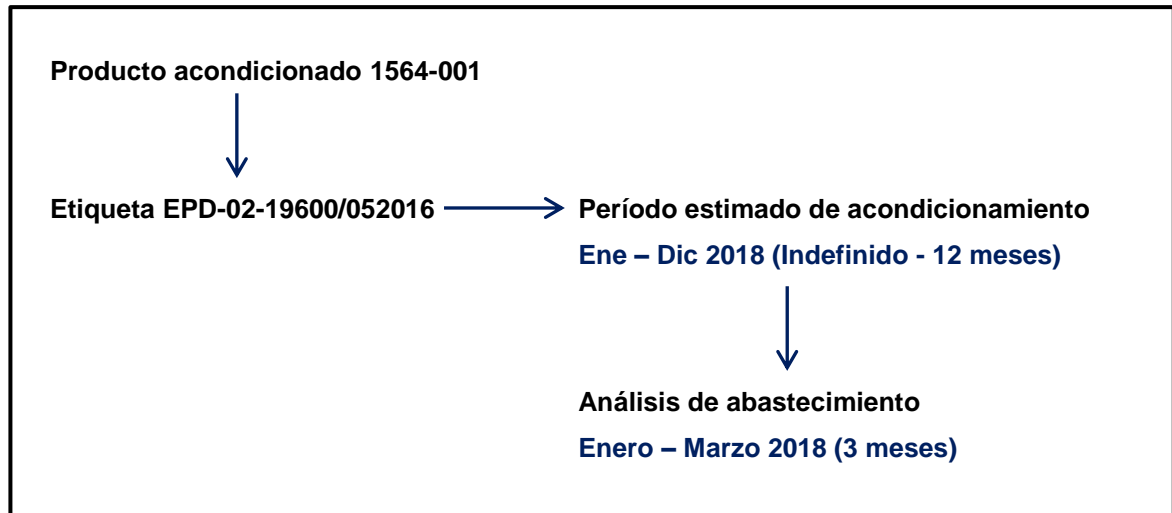 Producto acondicionado 1564-001
Etiqueta EPD-02-19600/052016
Período estimado de acondicionamiento
Ene – Dic 2018 (Indefinido - 12 meses)
Análisis de abastecimiento
Enero – Marzo 2018 (3 meses)